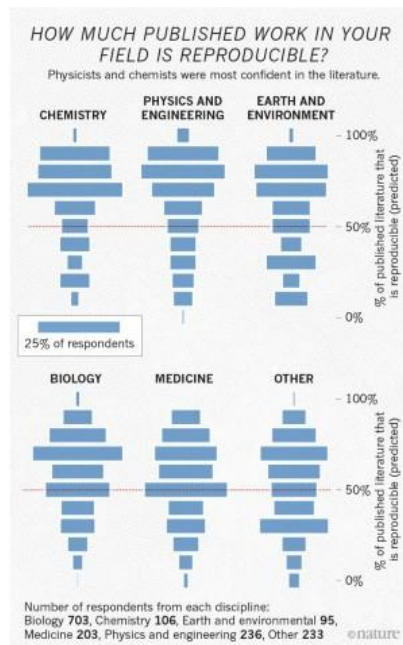 HOW MUCH PUBLISHED WORK IN YOUR
FIELD IS REPRODUCIBLE?
Physicists and chemists were most confident in the literature.
CHEMISTRY
PHYSICS AND
ENGINEERING
EARTH AND
ENVIRONMENT
100%
50%
0%
% of published literature that
is reproducible (predicted)
25% of respondents
BIOLOGY
MEDICINE
OTHER
100%
50%
0%
% of published literature that
is reproducible (predicted)
Number of respondents from each discipline:
Biology 703, Chemistry 106, Earth and environmental 95,
Medicine 203, Physics and engineering 236, Other 233
©nature